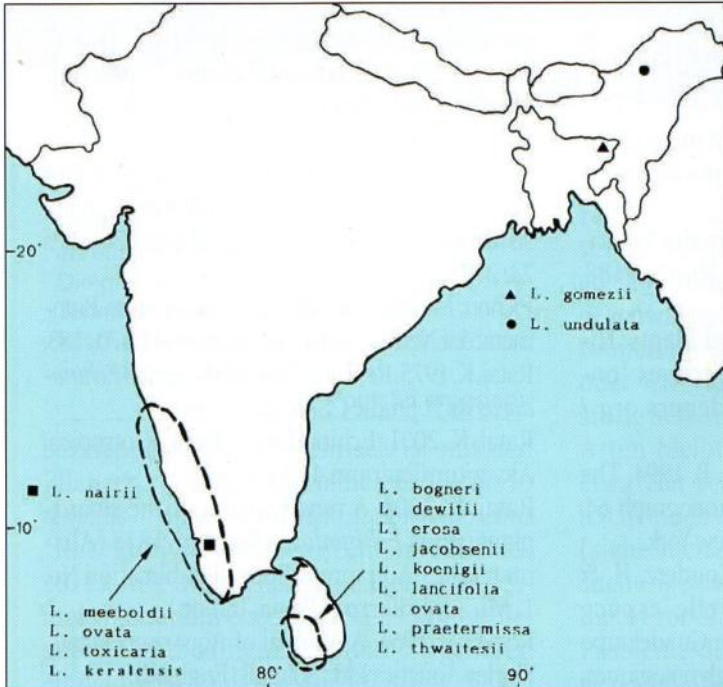 20°
▲ L. gomezii
● L. undulata
■ L. nairii
10°
L. meeboldii
L. ovata
L. toxicaria
L. keralensis
L. bogneri
L. dewitii
L. erosa
L. jacobsenii
L. koenigii
L. lancifolia
L. ovata
L. praetermissa
L. thwaitesii
80°
90°